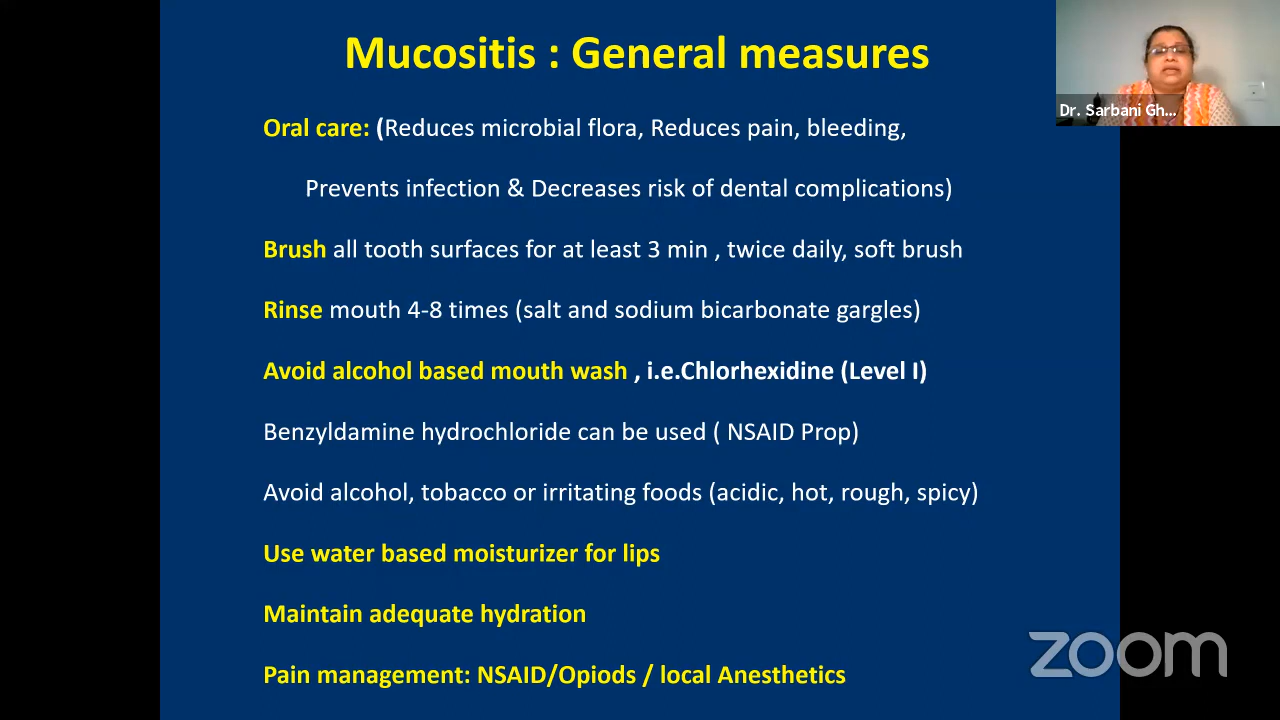 Mucositis : General measures
Dr. Sarbani Gh...
Oral care: (Reduces microbial flora, Reduces pain, bleeding,
Prevents infection & Decreases risk of dental complications)
Brush all tooth surfaces for at least 3 min , twice daily, soft brush
Rinse mouth 4-8 times (salt and sodium bicarbonate gargles)
Avoid alcohol based mouth wash , i.e.Chlorhexidine (Level I)
Benzyldamine hydrochloride can be used ( NSAID Prop)
Avoid alcohol, tobacco or irritating foods (acidic, hot, rough, spicy)
Use water based moisturizer for lips
Maintain adequate hydration
Pain management: NSAID/Opiods / local Anesthetics
zoom